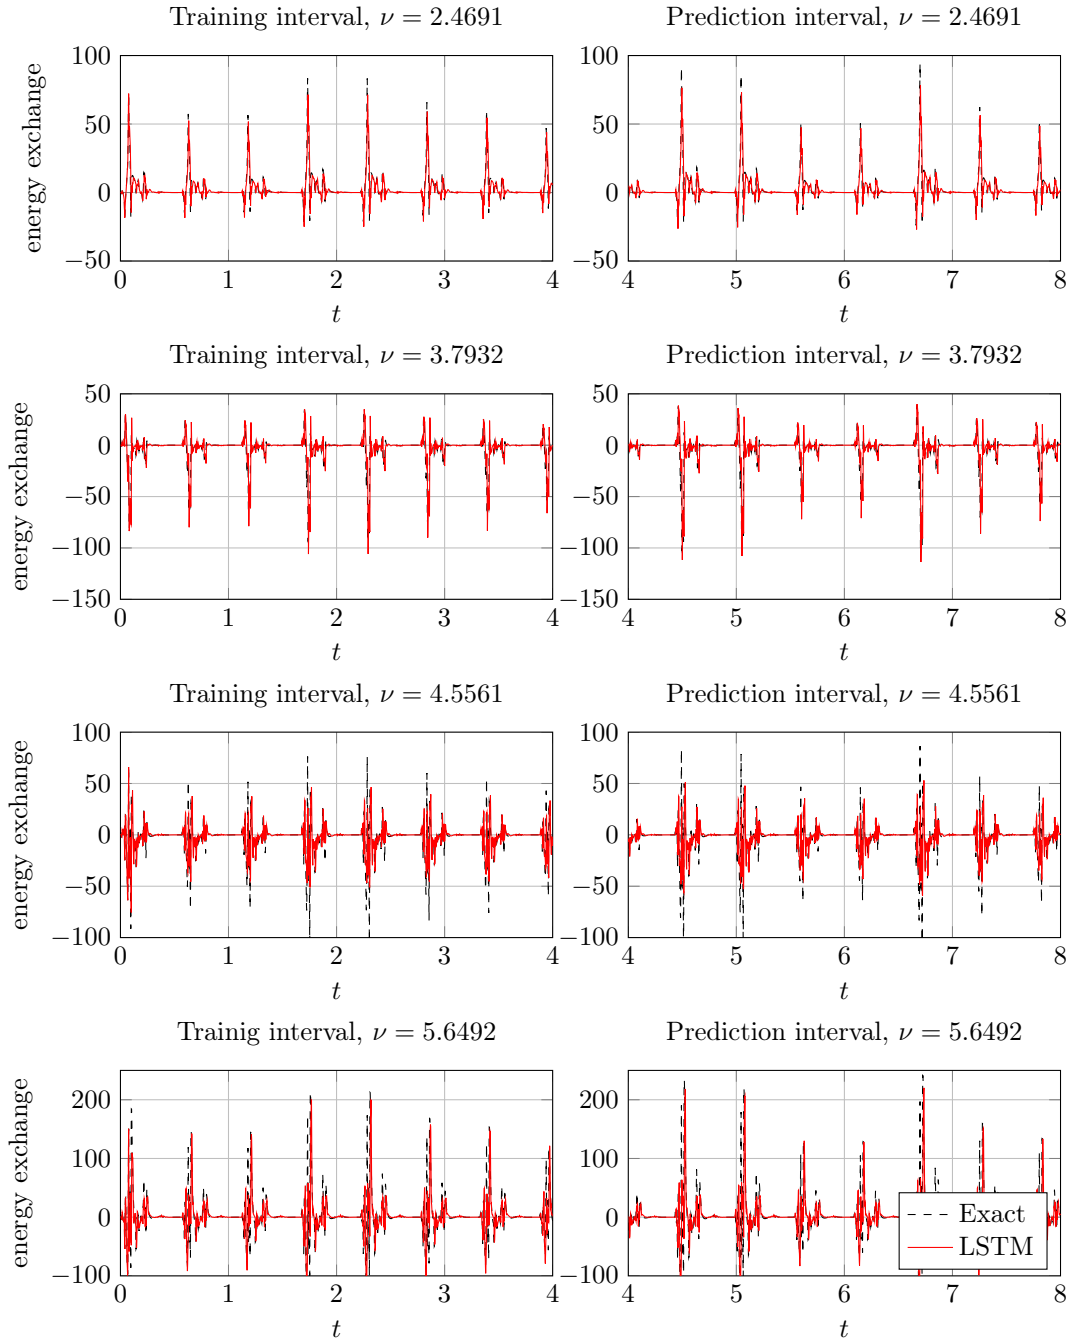 Training interval, ν = 2.4691
Prediction interval, ν = 2.4691
energy exchange
100
50
0
−50
0 1 2 3 4
t
100
50
0
−50
4 5 6 7 8
t
Training interval, ν = 3.7932
Prediction interval, ν = 3.7932
energy exchange
50
0
−50
−100
−150
0 1 2 3 4
t
50
0
−50
−100
−150
4 5 6 7 8
t
Training interval, ν = 4.5561
Prediction interval, ν = 4.5561
energy exchange
100
50
0
−50
−100
0 1 2 3 4
t
100
50
0
−50
−100
4 5 6 7 8
t
Trainig interval, ν = 5.6492
Prediction interval, ν = 5.6492
energy exchange
200
100
0
−100
0 1 2 3 4
t
200
100
0
−100
4 5 6 7 8
t
Exact
LSTM